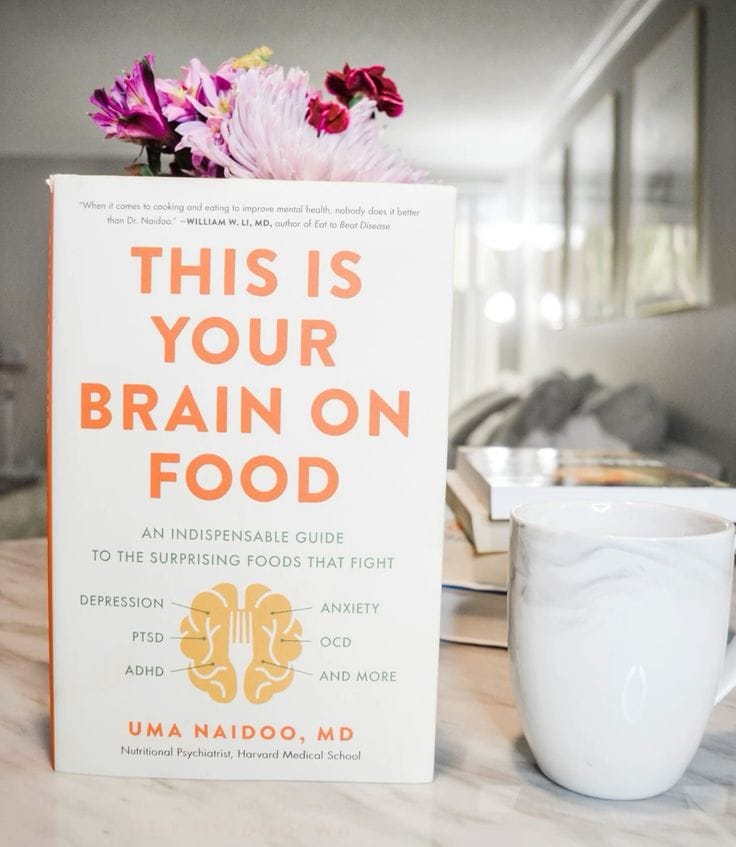 "When it comes to cooking and eating to improve mental health, nobody does it better
than Dr. Naidoo." —WILLIAM W. LI, MD, author of Eat to Beat Disease
THIS IS
YOUR
BRAIN ON
FOOD
AN INDISPENSABLE GUIDE
TO THE SURPRISING FOODS THAT FIGHT
DEPRESSION
ANXIETY
PTSD
OCD
ADHD
AND MORE
UMA NAIDOO, MD
Nutritional Psychiatrist, Harvard Medical School